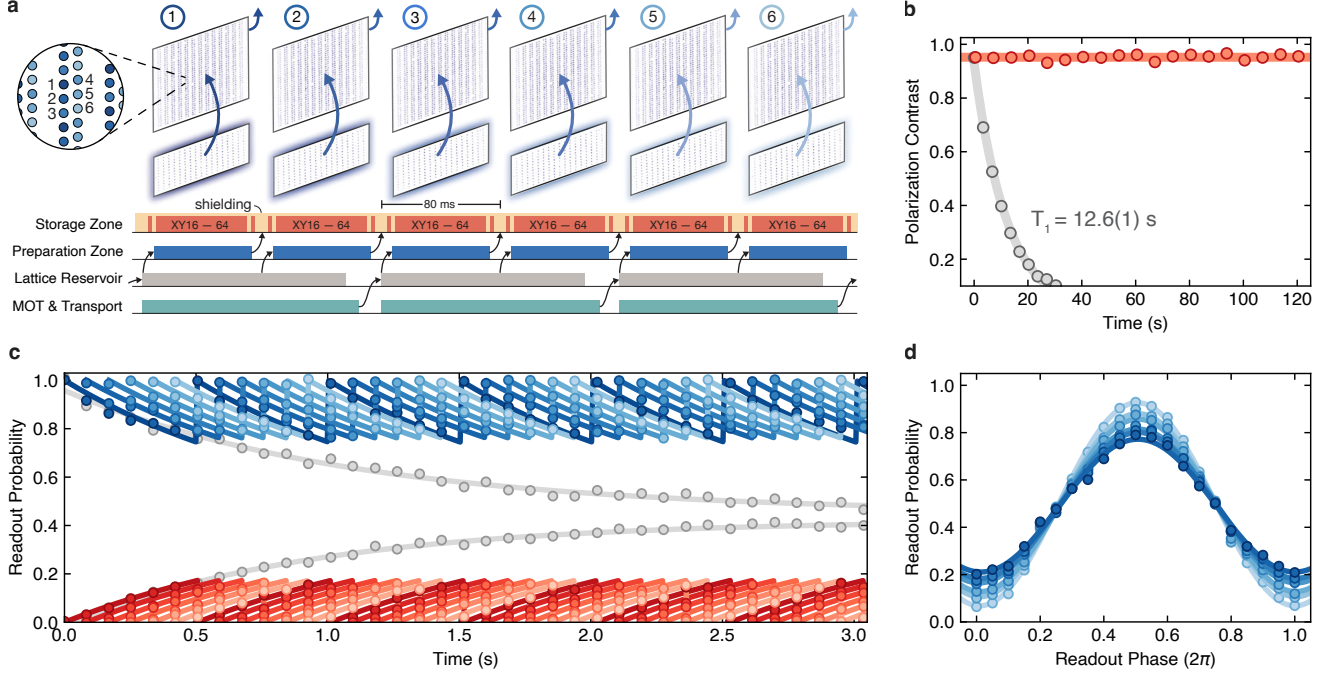 a
1 2 3 4 5 6
1 4
2 5
3 6
shielding
80 ms
Storage Zone XY16 – 64 XY16 – 64 XY16 – 64 XY16 – 64 XY16 – 64 XY16 – 64
Preparation Zone
Lattice Reservoir
MOT & Transport
b
Polarization Contrast
1.0
0.8
0.6
0.4
0.2
T1 = 12.6(1) s
0 20 40 60 80 100 120
Time (s)
c
Readout Probability
1.0
0.8
0.6
0.4
0.2
0.0
0.0 0.5 1.0 1.5 2.0 2.5 3.0
Time (s)
d
Readout Probability
1.0
0.8
0.6
0.4
0.2
0.0
0.0 0.2 0.4 0.6 0.8 1.0
Readout Phase (2π)